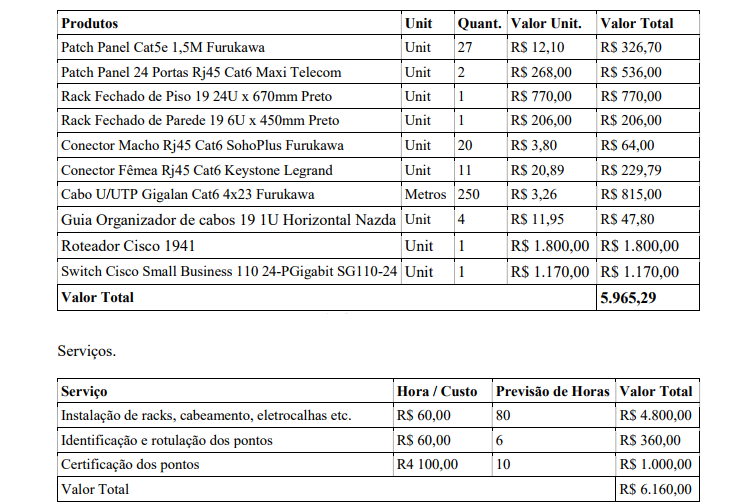 Produtos Unit Quant. Valor Unit. Valor Total
Patch Panel Cat5e 1,5M Furukawa Unit 27 R$ 12,10 R$ 326,70
Patch Panel 24 Portas Rj45 Cat6 Maxi Telecom Unit 2 R$ 268,00 R$ 536,00
Rack Fechado de Piso 19 24U x 670mm Preto Unit 1 R$ 770,00 R$ 770,00
Rack Fechado de Parede 19 6U x 450mm Preto Unit 1 R$ 206,00 R$ 206,00
Conector Macho Rj45 Cat6 SohoPlus Furukawa Unit 20 R$ 3,80 R$ 64,00
Conector Fêmea Rj45 Cat6 Keystone Legrand Unit 11 R$ 20,89 R$ 229,79
Cabo U/UTP Gigalan Cat6 4x23 Furukawa Metros 250 R$ 3,26 R$ 815,00
Guia Organizador de cabos 19 1U Horizontal Nazda Unit 4 R$ 11,95 R$ 47,80
Roteador Cisco 1941 Unit 1 R$ 1.800,00 R$ 1.800,00
Switch Cisco Small Business 110 24-PGigabit SG110-24 Unit 1 R$ 1.170,00 R$ 1.170,00
Valor Total 5.965,29
Serviços.
Serviço Hora / Custo Previsão de Horas Valor Total
Instalação de racks, cabeamento, eletrocalhas etc. R$ 60,00 80 R$ 4.800,00
Identificação e rotulação dos pontos R$ 60,00 6 R$ 360,00
Certificação dos pontos R4 100,00 10 R$ 1.000,00
Valor Total R$ 6.160,00